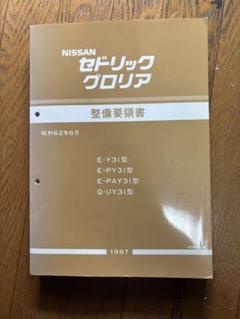 NISSAN
セドリック
グロリア
整備要領書
昭和62年6月
E-Y31型
E-PY31型
E-PAY31型
Q-UY31型
1987